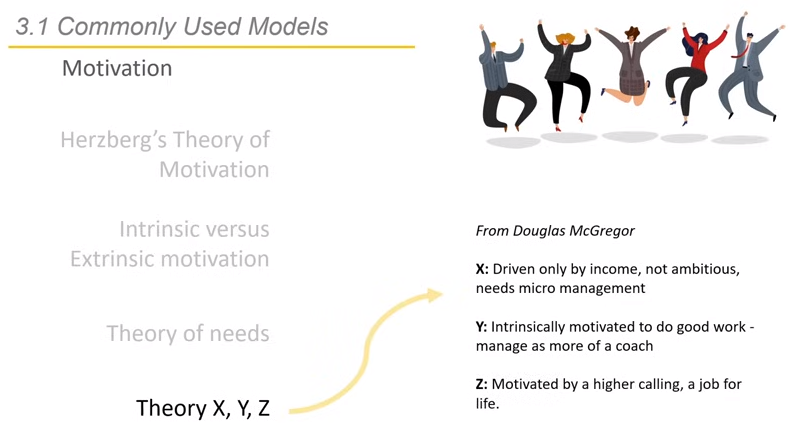 3.1 Commonly Used Models
Motivation
Herzberg's Theory of
Motivation
Intrinsic versus
Extrinsic motivation
Theory of needs
Theory X, Y, Z
From Douglas McGregor
X: Driven only by income, not ambitious,
needs micro management
Y: Intrinsically motivated to do good work -
manage as more of a coach
Z: Motivated by a higher calling, a job for
life.